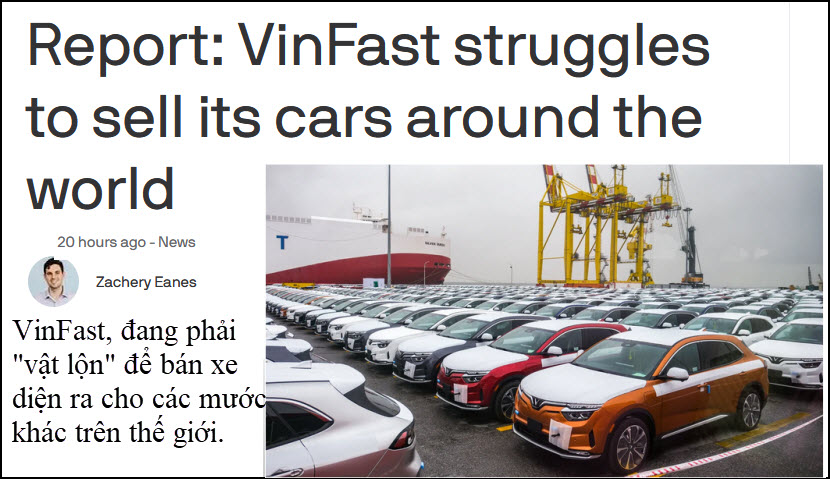 Report: VinFast struggles
to sell its cars around the
world
20 hours ago - News
Zachery Eanes
VinFast, đang phải
"vật lộn" để bán xe
diện ra cho các mước
khác trên thế giới.
T